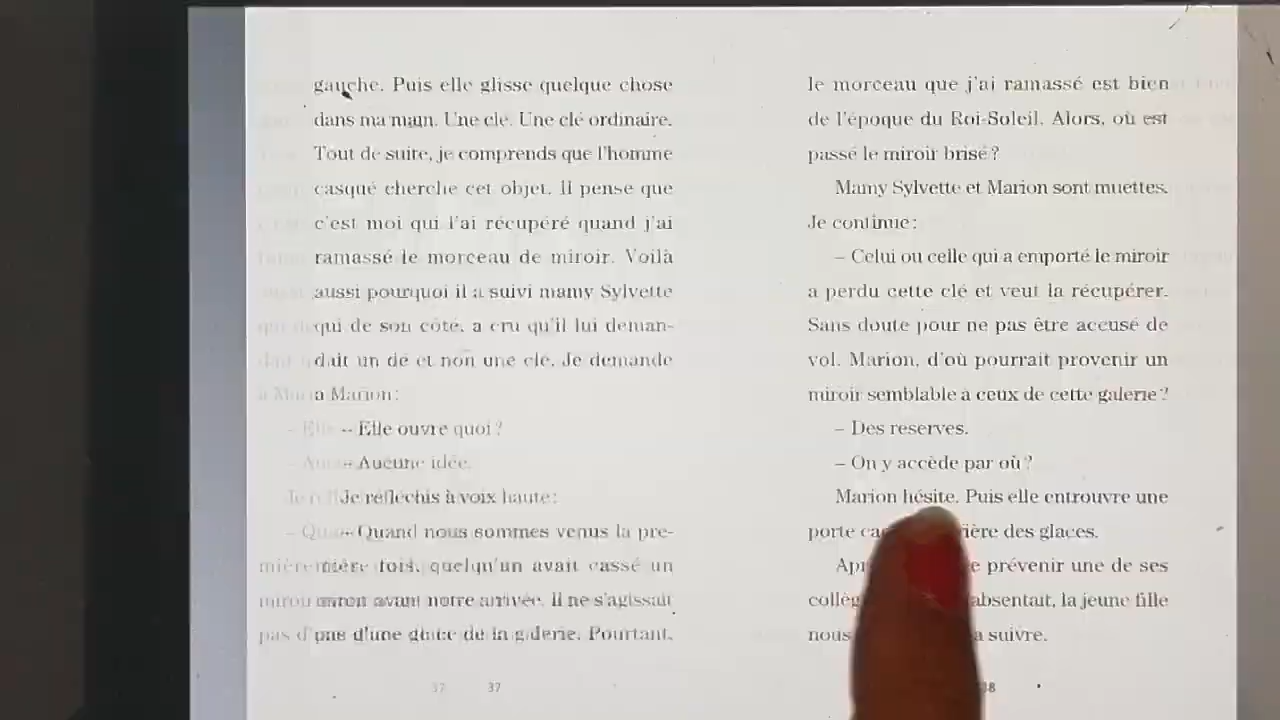 gauche. Puis elle glisse quelque chose
dans ma main. Une clé. Une clé ordinaire.
Tout de suite, je comprends que l'homme
casqué cherche cet objet. Il pense que
c'est moi qui l'ai récupéré quand j'ai
ramassé le morceau de miroir. Voilà
aussi pourquoi il a suivi mamy Sylvette
qui de son côté, a cru qu'il lui deman-
dait un dé et non une clé. Je demande
à Marion :
– Elle ouvre quoi ?
– Aucune idée.
Je réfléchis à voix haute :
– Quand nous sommes venus la pre-
mière fois, quelqu'un avait cassé un
miroir avant notre arrivée. Il ne s'agissait
pas d'une glace de la galerie. Pourtant,
37
le morceau que j'ai ramassé est bien
de l'époque du Roi-Soleil. Alors, où est
passé le miroir brisé ?
Mamy Sylvette et Marion sont muettes.
Je continue :
– Celui ou celle qui a emporté le miroir
a perdu cette clé et veut la récupérer.
Sans doute pour ne pas être accusé de
vol. Marion, d'où pourrait provenir un
miroir semblable à ceux de cette galerie ?
– Des reserves.
– On y accède par où ?
Marion hésite. Puis elle entrouvre une
porte des glaces.
prévenir une de ses
absentait, la jeune fille
nous suivre.